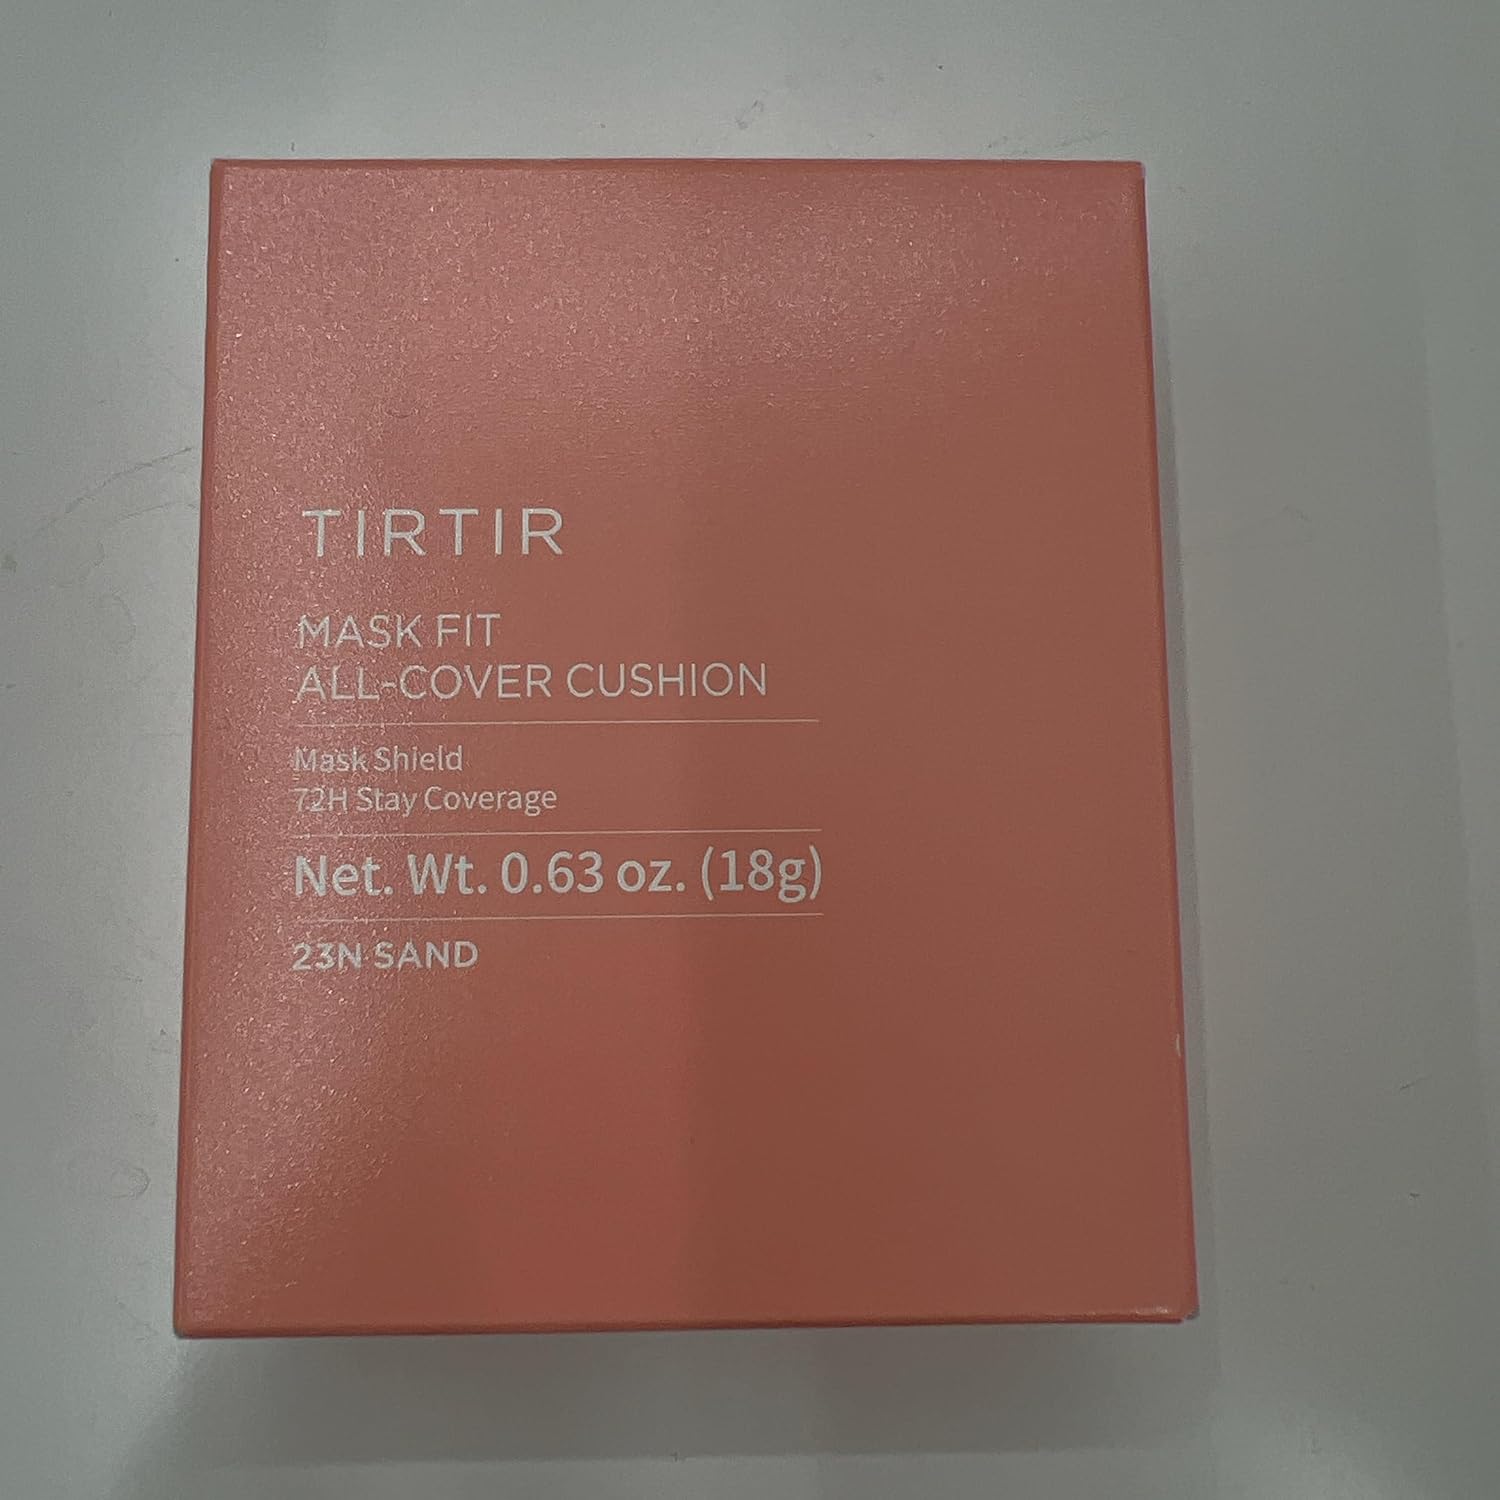 TIRTIR
MASK FIT
ALL-COVER CUSHION
Mask Shield
72H Stay Coverage
Net. Wt. 0.63 oz. (18g)
23N SAND